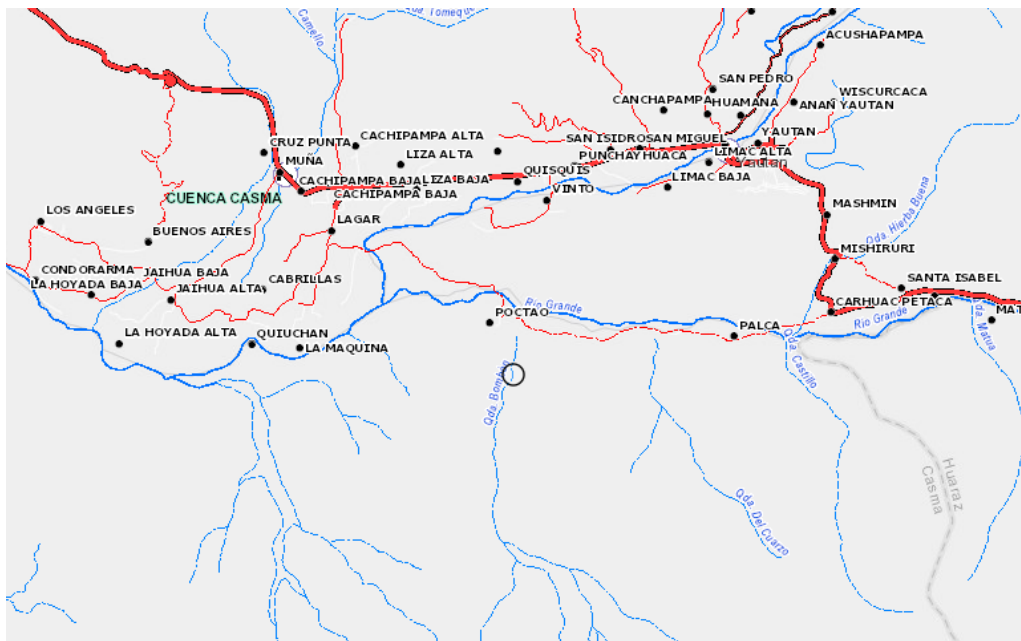 da Tomeque
Camello
ACUSHAPAMPA
SAN PEDRO
WISCURCACA
CANCHAPAMPA
HUAMANA
ANAN YAUTAN
CRUZ PUNTA
CACHIPAMPA ALTA
SAN ISIDRO
SAN MIGUEL
YAUTAN
MUÑA
LIZA ALTA
PUNCHAYHUACA
LIMAC ALTA
Yautan
CACHIPAMPA BAJA
LIZA BAJA
QUISQUIS
LIMAC BAJA
CUENCA CASMA
CACHIPAMPA BAJA
VINTO
LOS ANGELES
LAGAR
MASHMIN
BUENOS AIRES
Qda. Hierba Buena
MISHIRURI
CONDORARMA
JAIHUA BAJA
CABRILLAS
SANTA ISABEL
LA HOYADA BAJA
JAIHUA ALTA
CARHUAC
PETACA
Rio Grande
POCTAO
Rio Grande
MAT
LA HOYADA ALTA
QUIUCHAN
PALCA
LA MAQUINA
Qda. Matua
Qda. Castillo
Qda. Bomban
Huaraz
Casma
Qda. Del Cuarzo